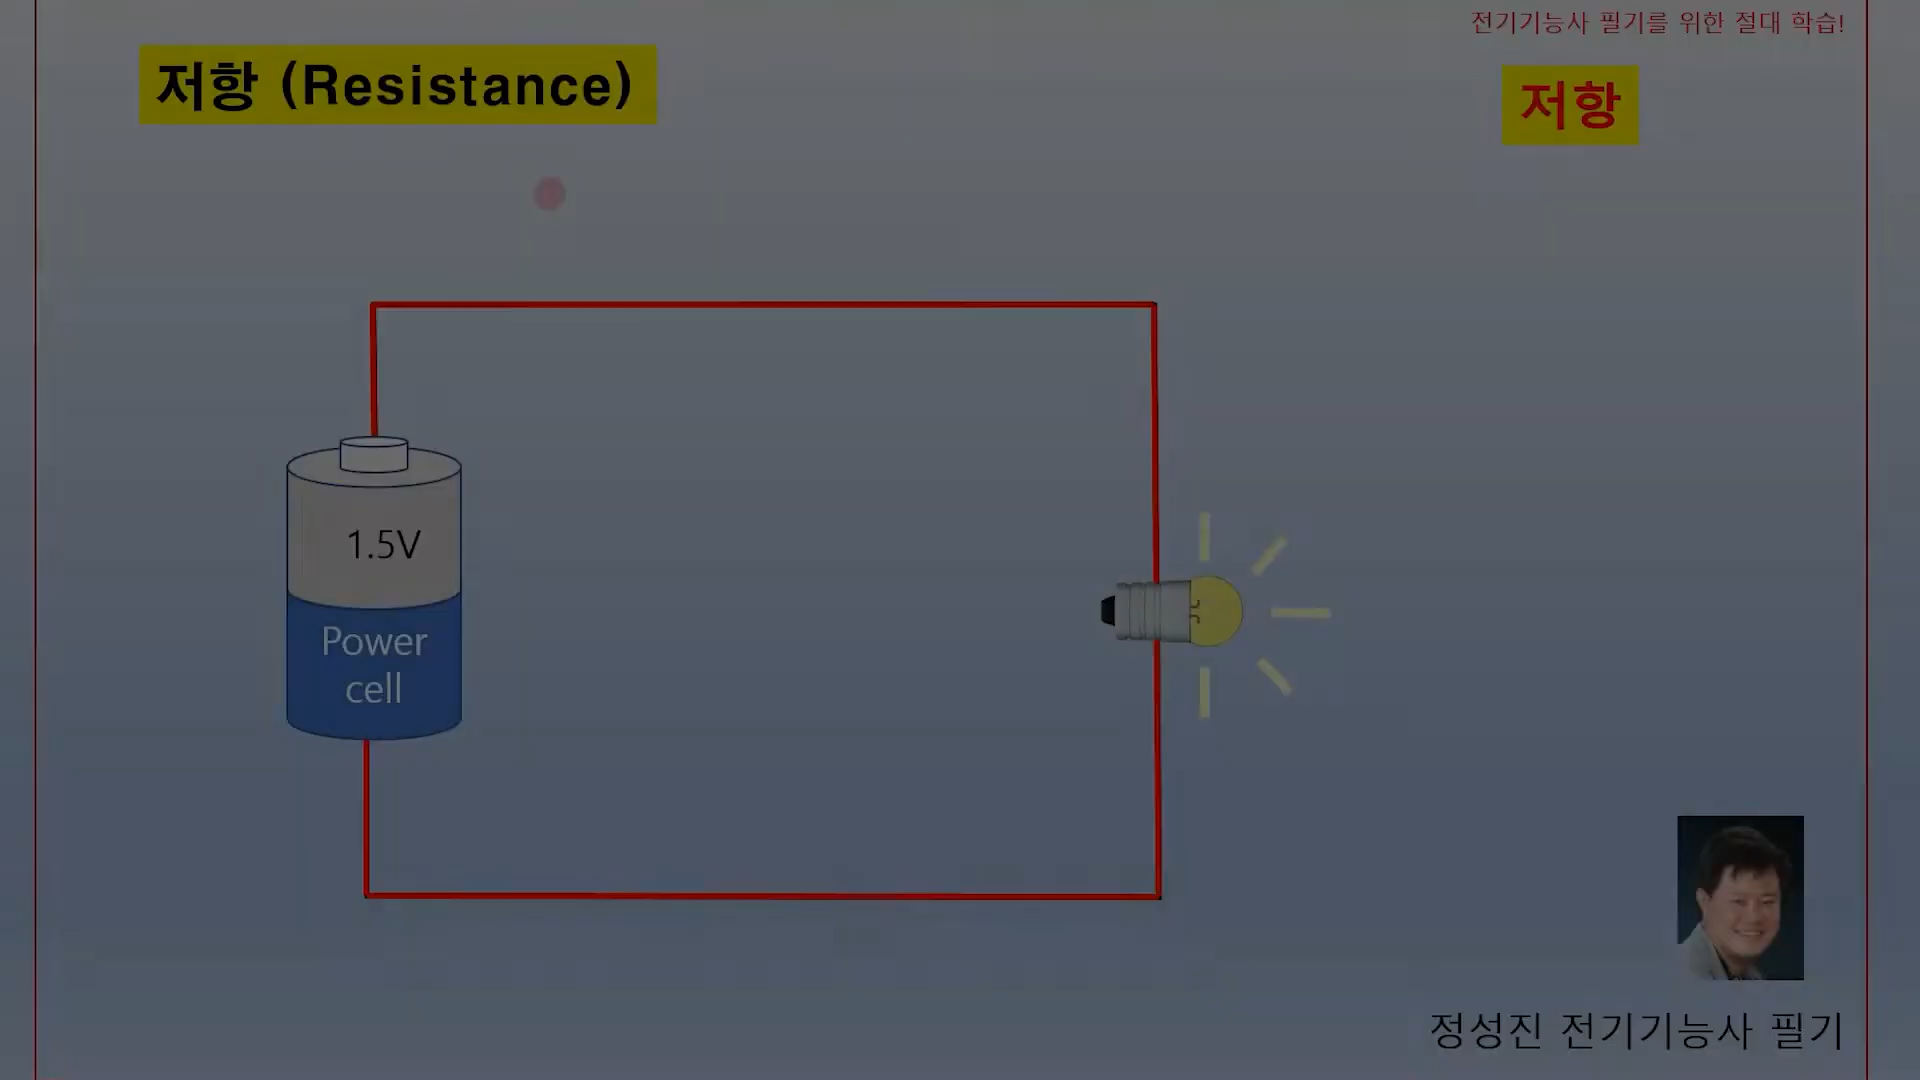 전기기능사 필기를 위한 절대 학습!
저항 (Resistance)
저항
1.5V
Power
cell
정성진 전기기능사 필기